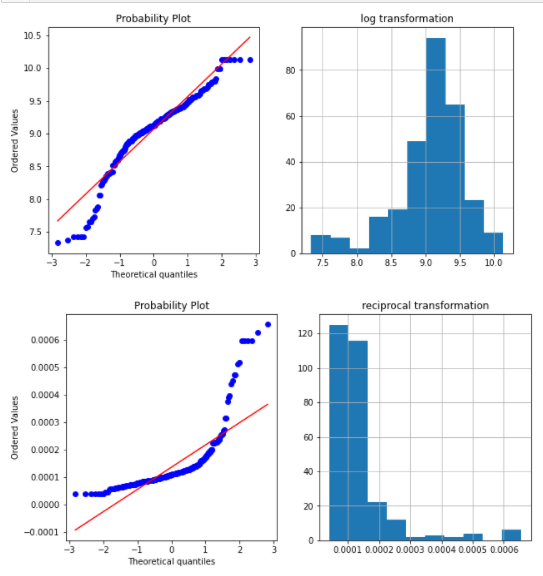 Probability Plot
log transformation
10.5
10.0
9.5
9.0
8.5
8.0
7.5
Ordered Values
−3 −2 −1 0 1 2 3
Theoretical quantiles
80
60
40
20
0
7.5 8.0 8.5 9.0 9.5 10.0
Probability Plot
reciprocal transformation
0.0006
0.0005
0.0004
0.0003
0.0002
0.0001
0.0000
−0.0001
Ordered Values
−3 −2 −1 0 1 2 3
Theoretical quantiles
120
100
80
60
40
20
0
0.0001 0.0002 0.0003 0.0004 0.0005 0.0006